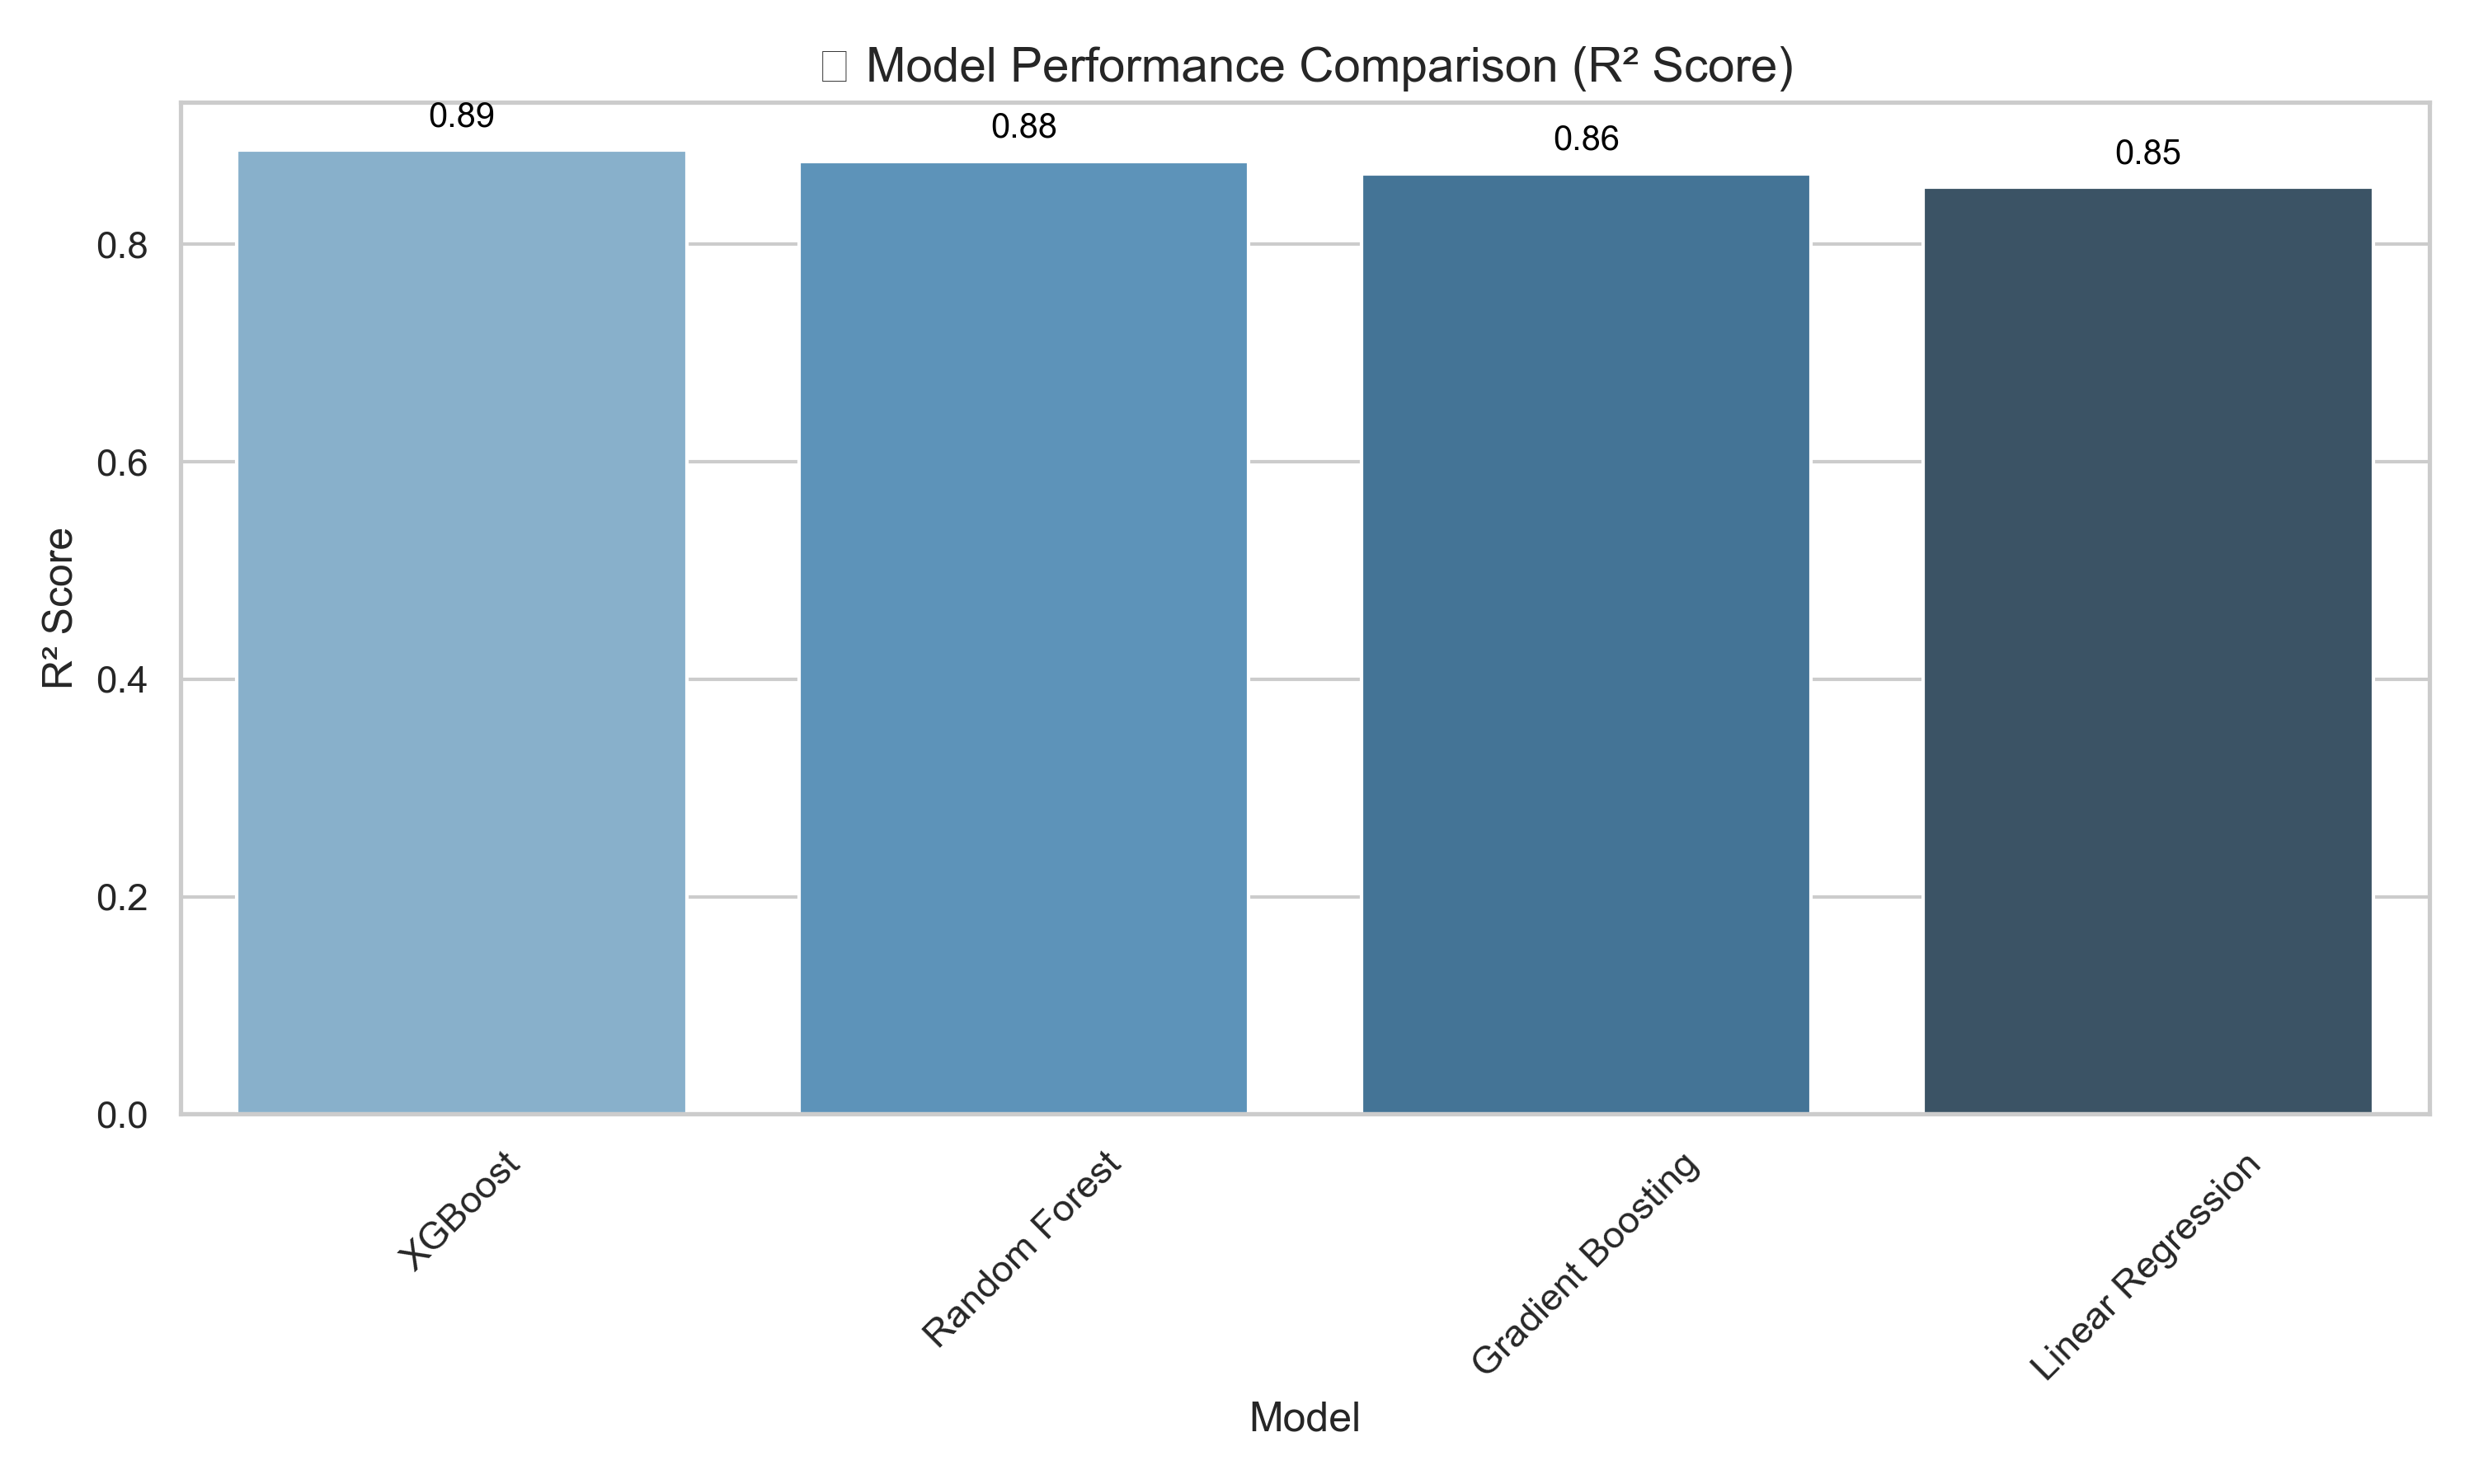 □ Model Performance Comparison (R² Score)
0.89
0.88
0.86
0.85
0.8
0.6
0.4
0.2
0.0
R² Score
XGBoost
Random Forest
Gradient Boosting
Linear Regression
Model